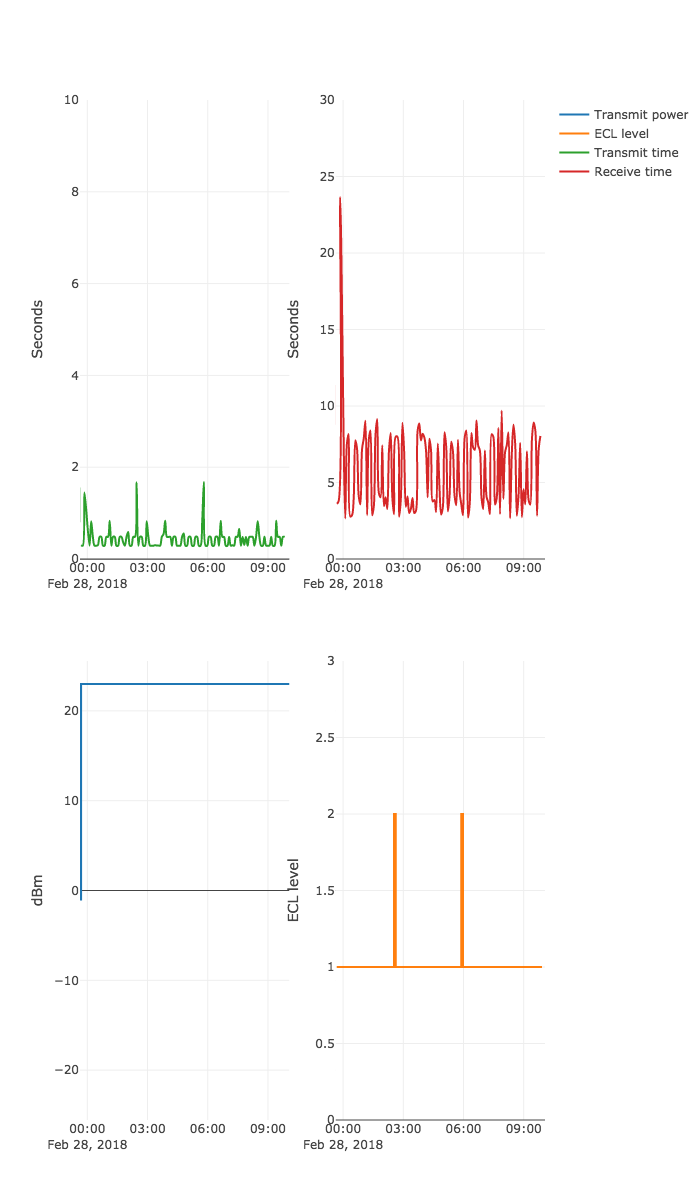 10
8
6
4
2
0
Seconds
00:00 03:00 06:00 09:00
Feb 28, 2018
30
25
20
15
10
5
0
Seconds
00:00 03:00 06:00 09:00
Feb 28, 2018
Transmit power
ECL level
Transmit time
Receive time
20
10
0
−10
−20
dBm
00:00 03:00 06:00 09:00
Feb 28, 2018
3
2.5
2
1.5
1
0.5
0
ECL level
00:00 03:00 06:00 09:00
Feb 28, 2018